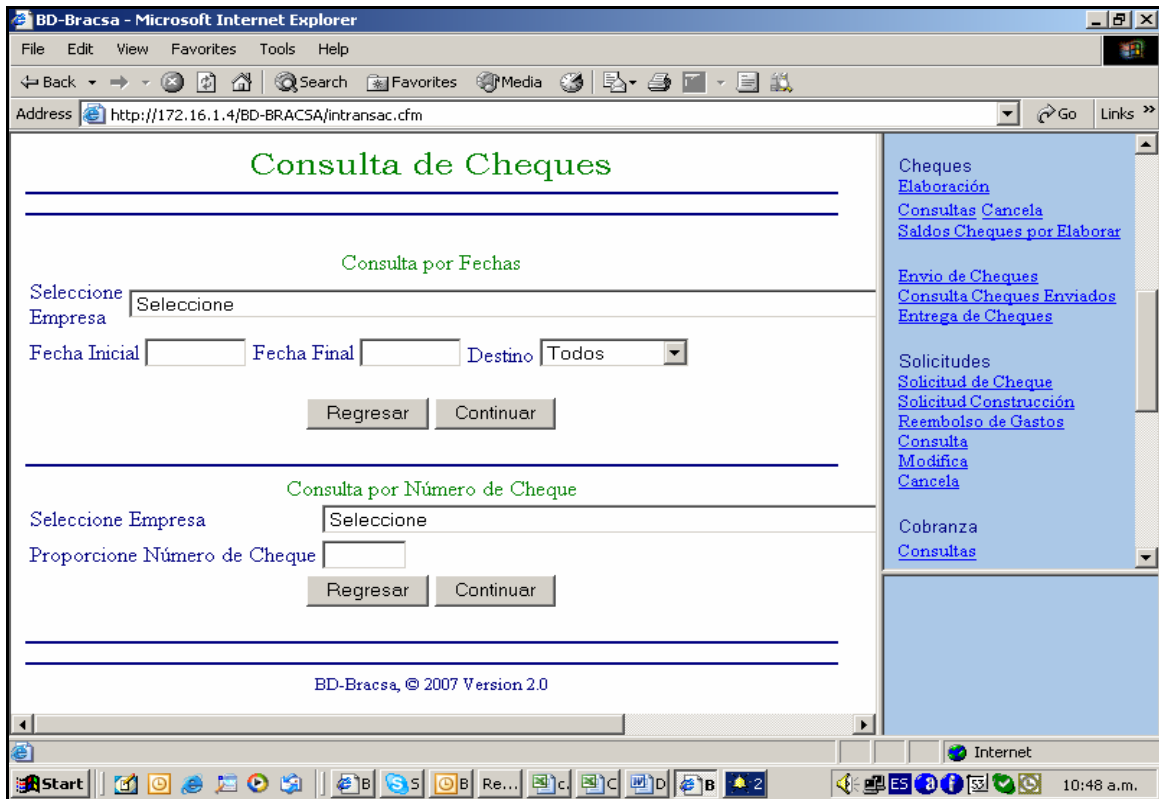 BD-Bracsa - Microsoft Internet Explorer
File Edit View Favorites Tools Help
Back Search Favorites Media
Address http://172.16.1.4/BD-BRACSA/intransac.cfm Go Links »
Consulta de Cheques
Consulta por Fechas
Seleccione
Empresa
Seleccione
Fecha Inicial Fecha Final Destino Todos
Regresar Continuar
Consulta por Número de Cheque
Seleccione Empresa Seleccione
Proporcione Número de Cheque
Regresar Continuar
BD-Bracsa, © 2007 Version 2.0
Cheques
Elaboración
Consultas Cancela
Saldos Cheques por Elaborar
Envio de Cheques
Consulta Cheques Enviados
Entrega de Cheques
Solicitudes
Solicitud de Cheque
Solicitud Construcción
Reembolso de Gastos
Consulta
Modifica
Cancela
Cobranza
Consultas
Internet
Start B S B Re... c. C D B 2 ES 10:48 a.m.